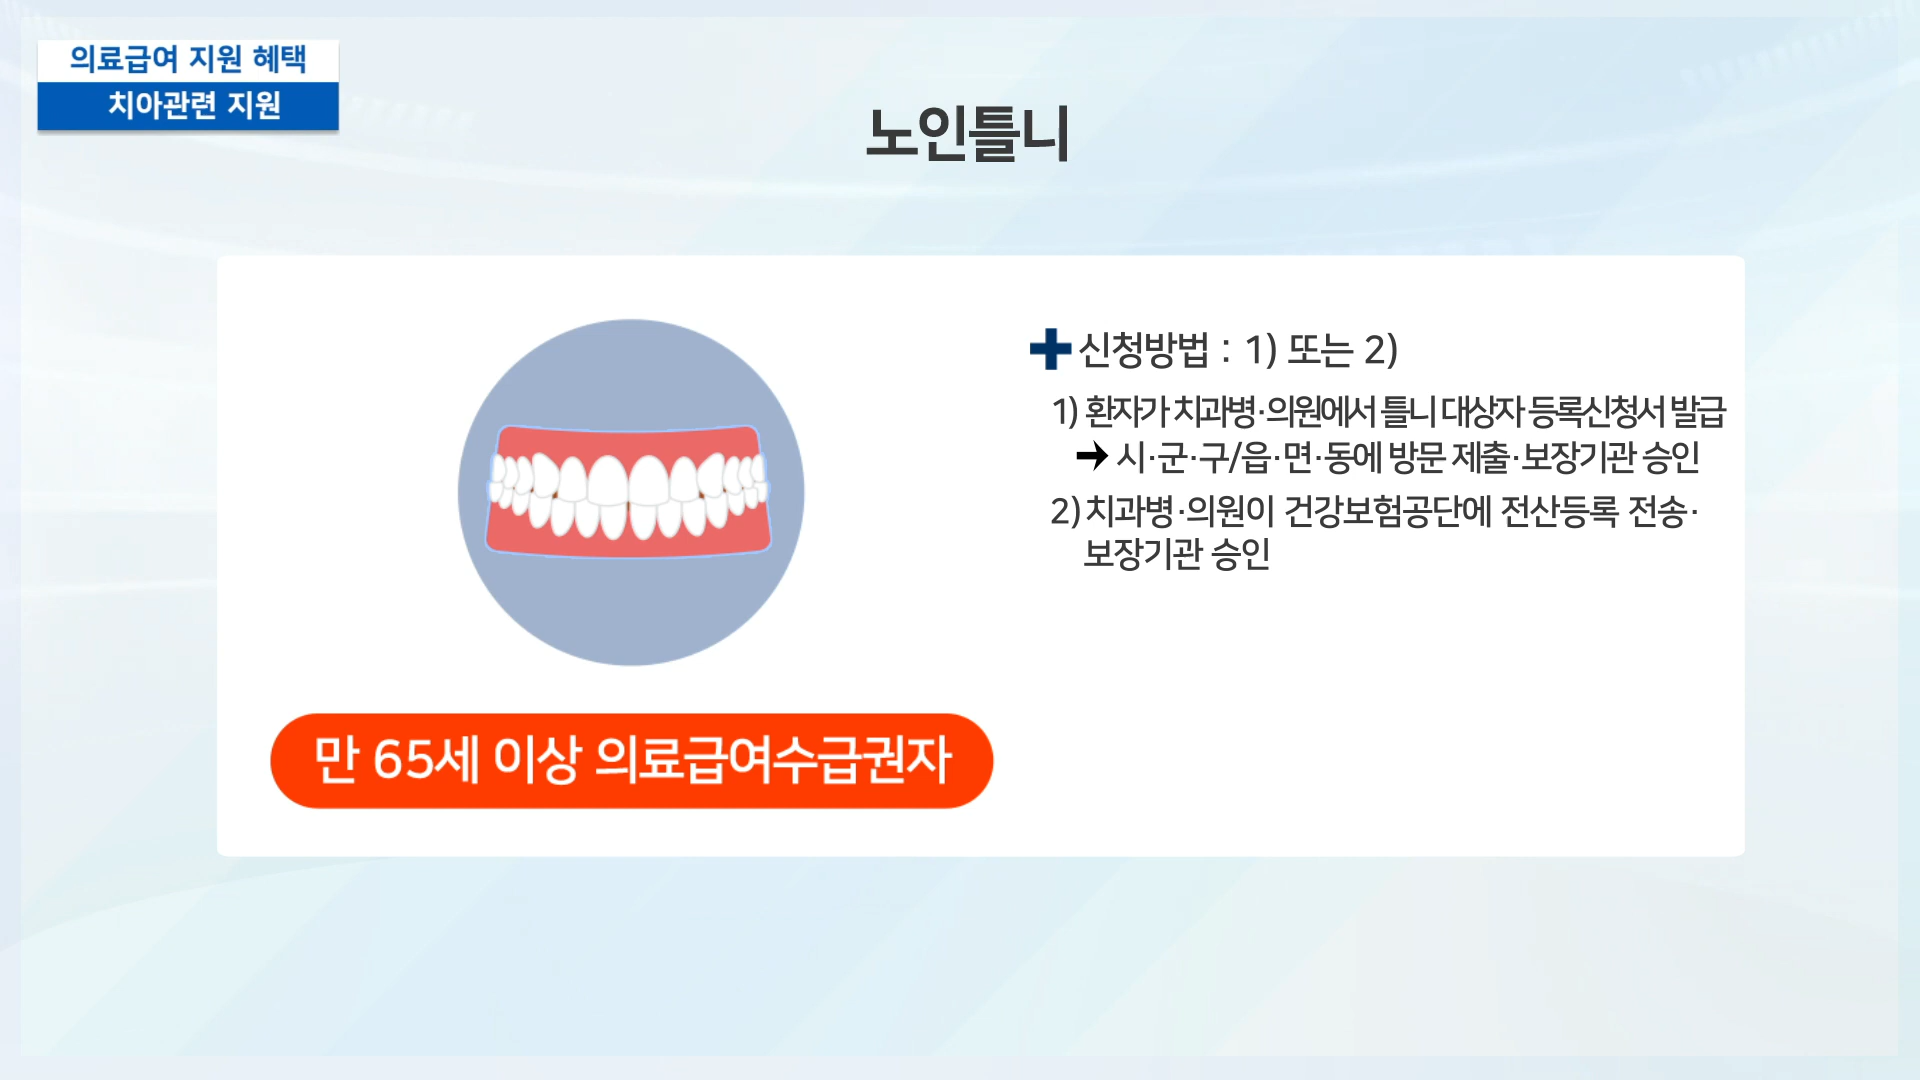 의료급여 지원 혜택
치아관련 지원
노인틀니
신청방법 : 1) 또는 2)
1) 환자가 치과병·의원에서 틀니 대상자 등록신청서 발급
➔ 시·군·구/읍·면·동에 방문 제출·보장기관 승인
2) 치과병·의원이 건강보험공단에 전산등록 전송·
보장기관 승인
만 65세 이상 의료급여수급권자